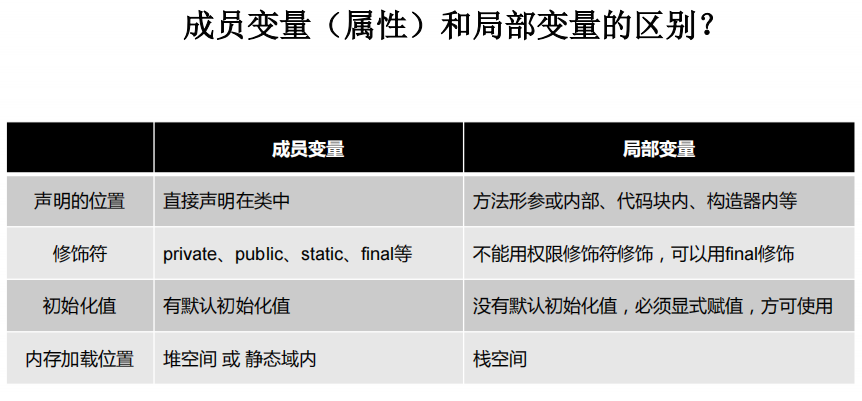 成员变量（属性）和局部变量的区别？
成员变量 局部变量
声明的位置 直接声明在类中 方法形参或内部、代码块内、构造器内等
修饰符 private、public、static、final等 不能用权限修饰符修饰，可以用final修饰
初始化值 有默认初始化值 没有默认初始化值，必须显式赋值，方可使用
内存加载位置 堆空间 或 静态域内 栈空间